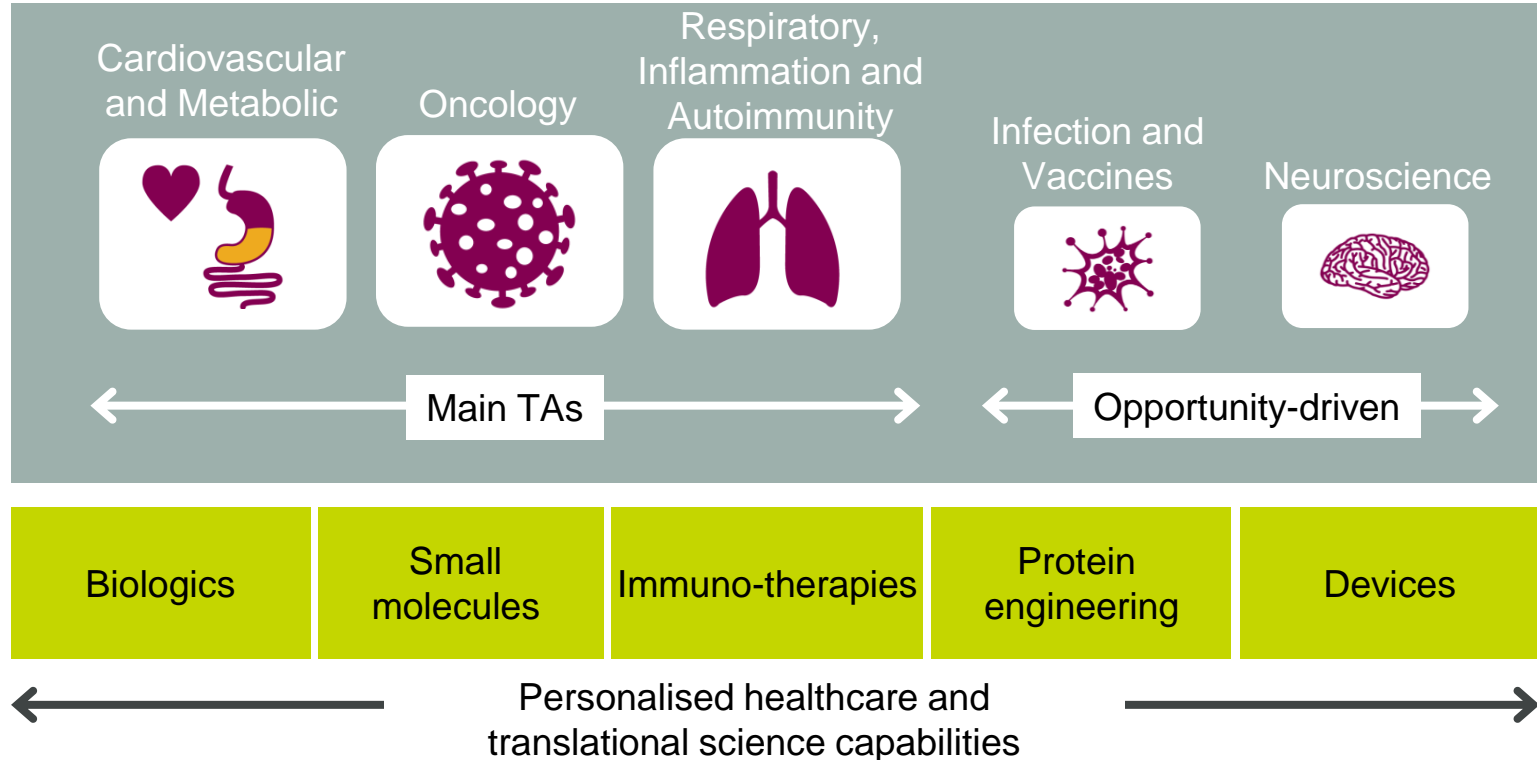 Cardiovascular
and Metabolic
Oncology
Respiratory,
Inflammation and
Autoimmunity
Infection and
Vaccines
Neuroscience
Main TAs
Opportunity-driven
Biologics
Small
molecules
Immuno-therapies
Protein
engineering
Devices
Personalised healthcare and
translational science capabilities